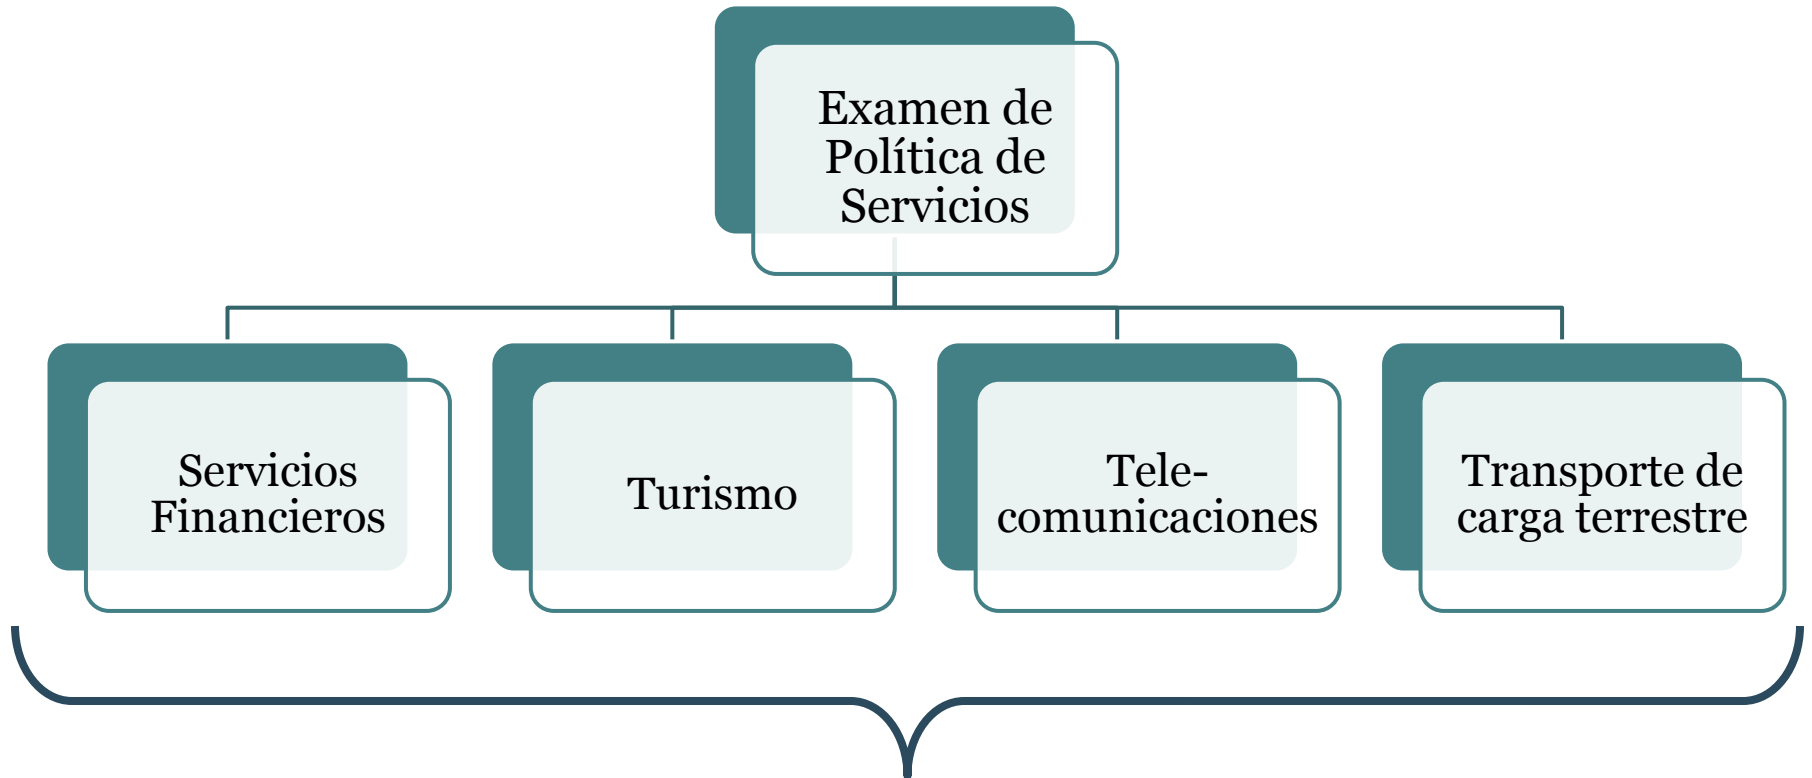 Examen de
Política de
Servicios
Servicios
Financieros
Turismo
Tele-
comunicaciones
Transporte de
carga terrestre